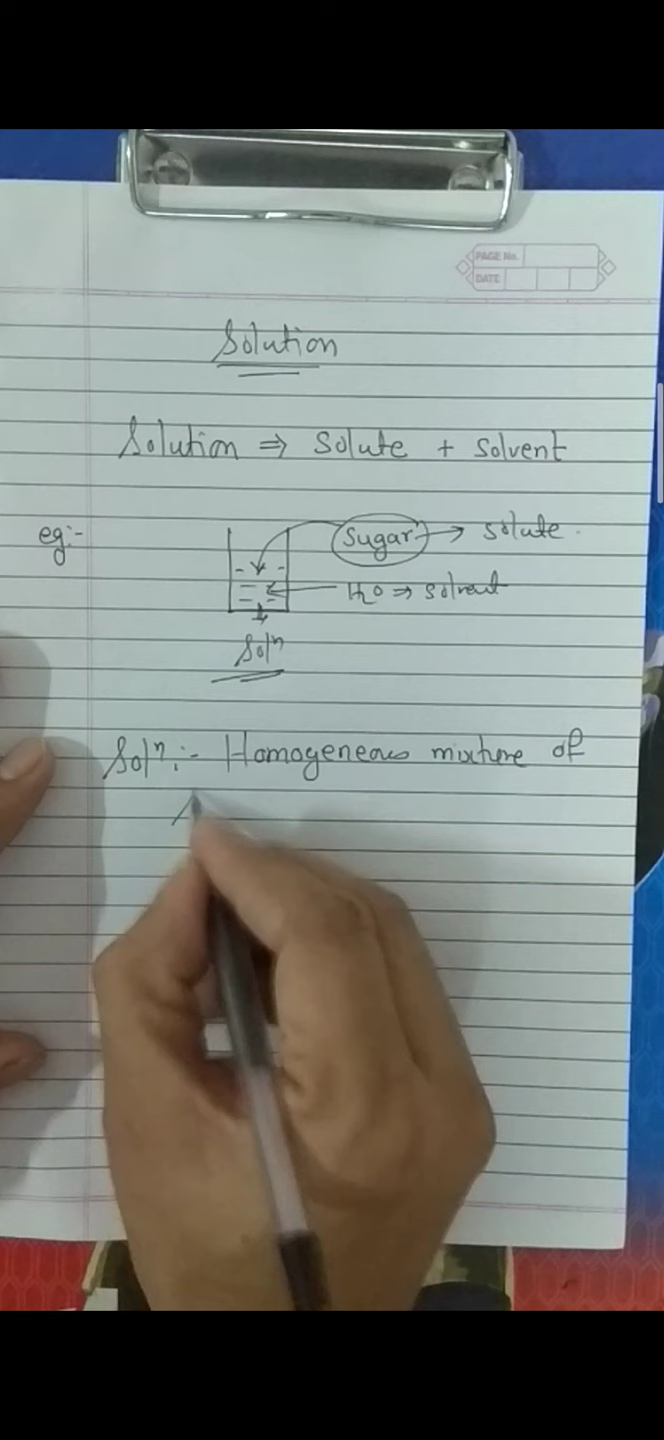 PAGE No.
DATE
Solution
Solution ⇒ Solute + Solvent
eg:- Sugar → Solute
H₂O ⇒ Solvent
Solⁿ
Solⁿ:- Homogeneous mixture of